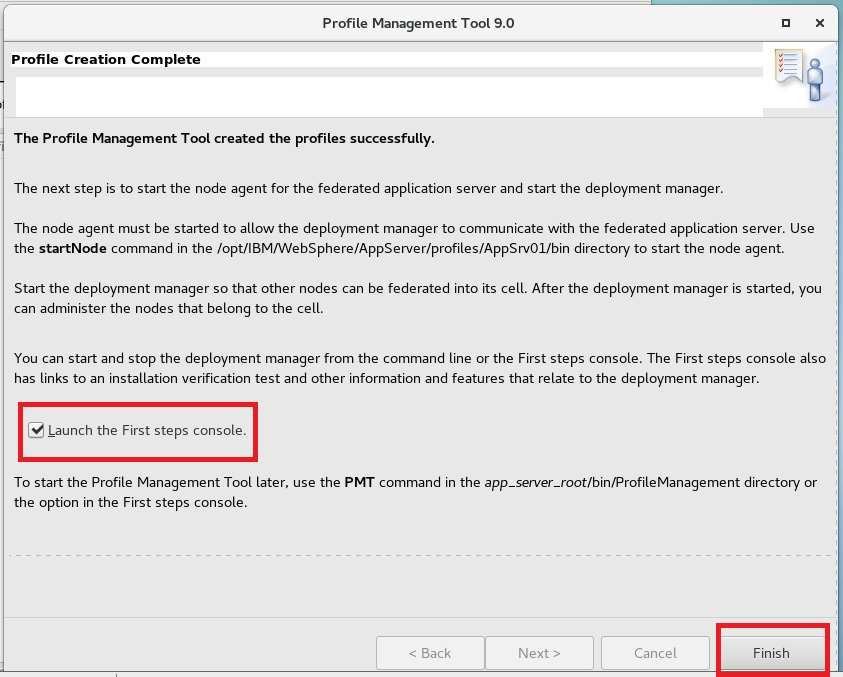 Profile Management Tool 9.0
Profile Creation Complete
The Profile Management Tool created the profiles successfully.
The next step is to start the node agent for the federated application server and start the deployment manager.
The node agent must be started to allow the deployment manager to communicate with the federated application server. Use
the startNode command in the /opt/IBM/WebSphere/AppServer/profiles/AppSrv01/bin directory to start the node agent.
Start the deployment manager so that other nodes can be federated into its cell. After the deployment manager is started, you
can administer the nodes that belong to the cell.
You can start and stop the deployment manager from the command line or the First steps console. The First steps console also
has links to an installation verification test and other information and features that relate to the deployment manager.
Launch the First steps console.
To start the Profile Management Tool later, use the PMT command in the app_server_root/bin/ProfileManagement directory or
the option in the First steps console.
< Back Next > Cancel Finish